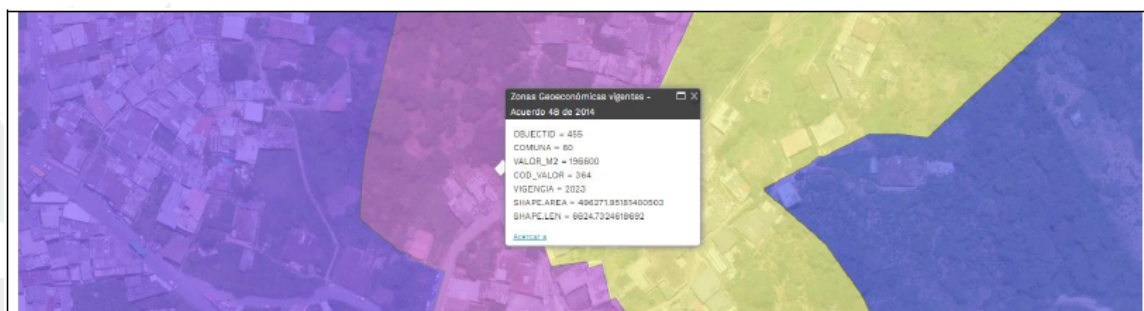 Zonas Geoeconómicas vigentes -
Acuerdo 48 de 2014
OBJECTID = 455
COMUNA = 60
VALOR_M2 = 196600
COD_VALOR = 364
VIGENCIA = 2023
SHAPE.AREA = 496271.95181400503
SHAPE.LEN = 6624.7324618692
Acercar a